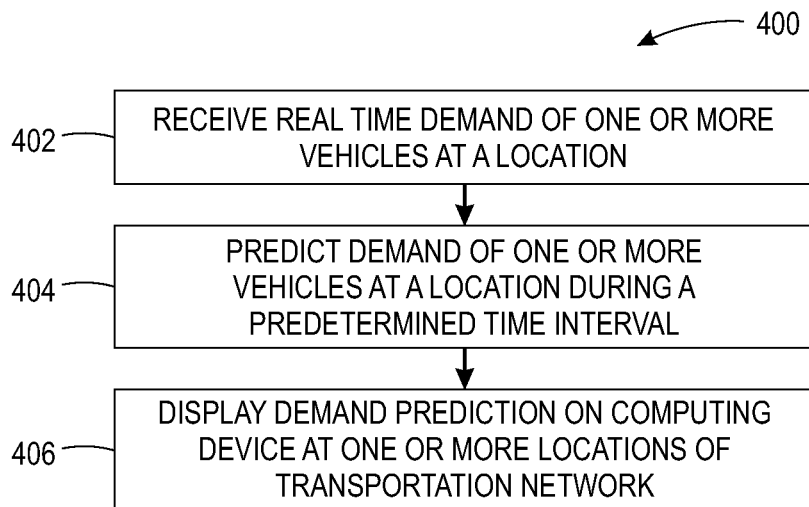 400
402
RECEIVE REAL TIME DEMAND OF ONE OR MORE
VEHICLES AT A LOCATION
404
PREDICT DEMAND OF ONE OR MORE
VEHICLES AT A LOCATION DURING A
PREDETERMINED TIME INTERVAL
406
DISPLAY DEMAND PREDICTION ON COMPUTING
DEVICE AT ONE OR MORE LOCATIONS OF
TRANSPORTATION NETWORK